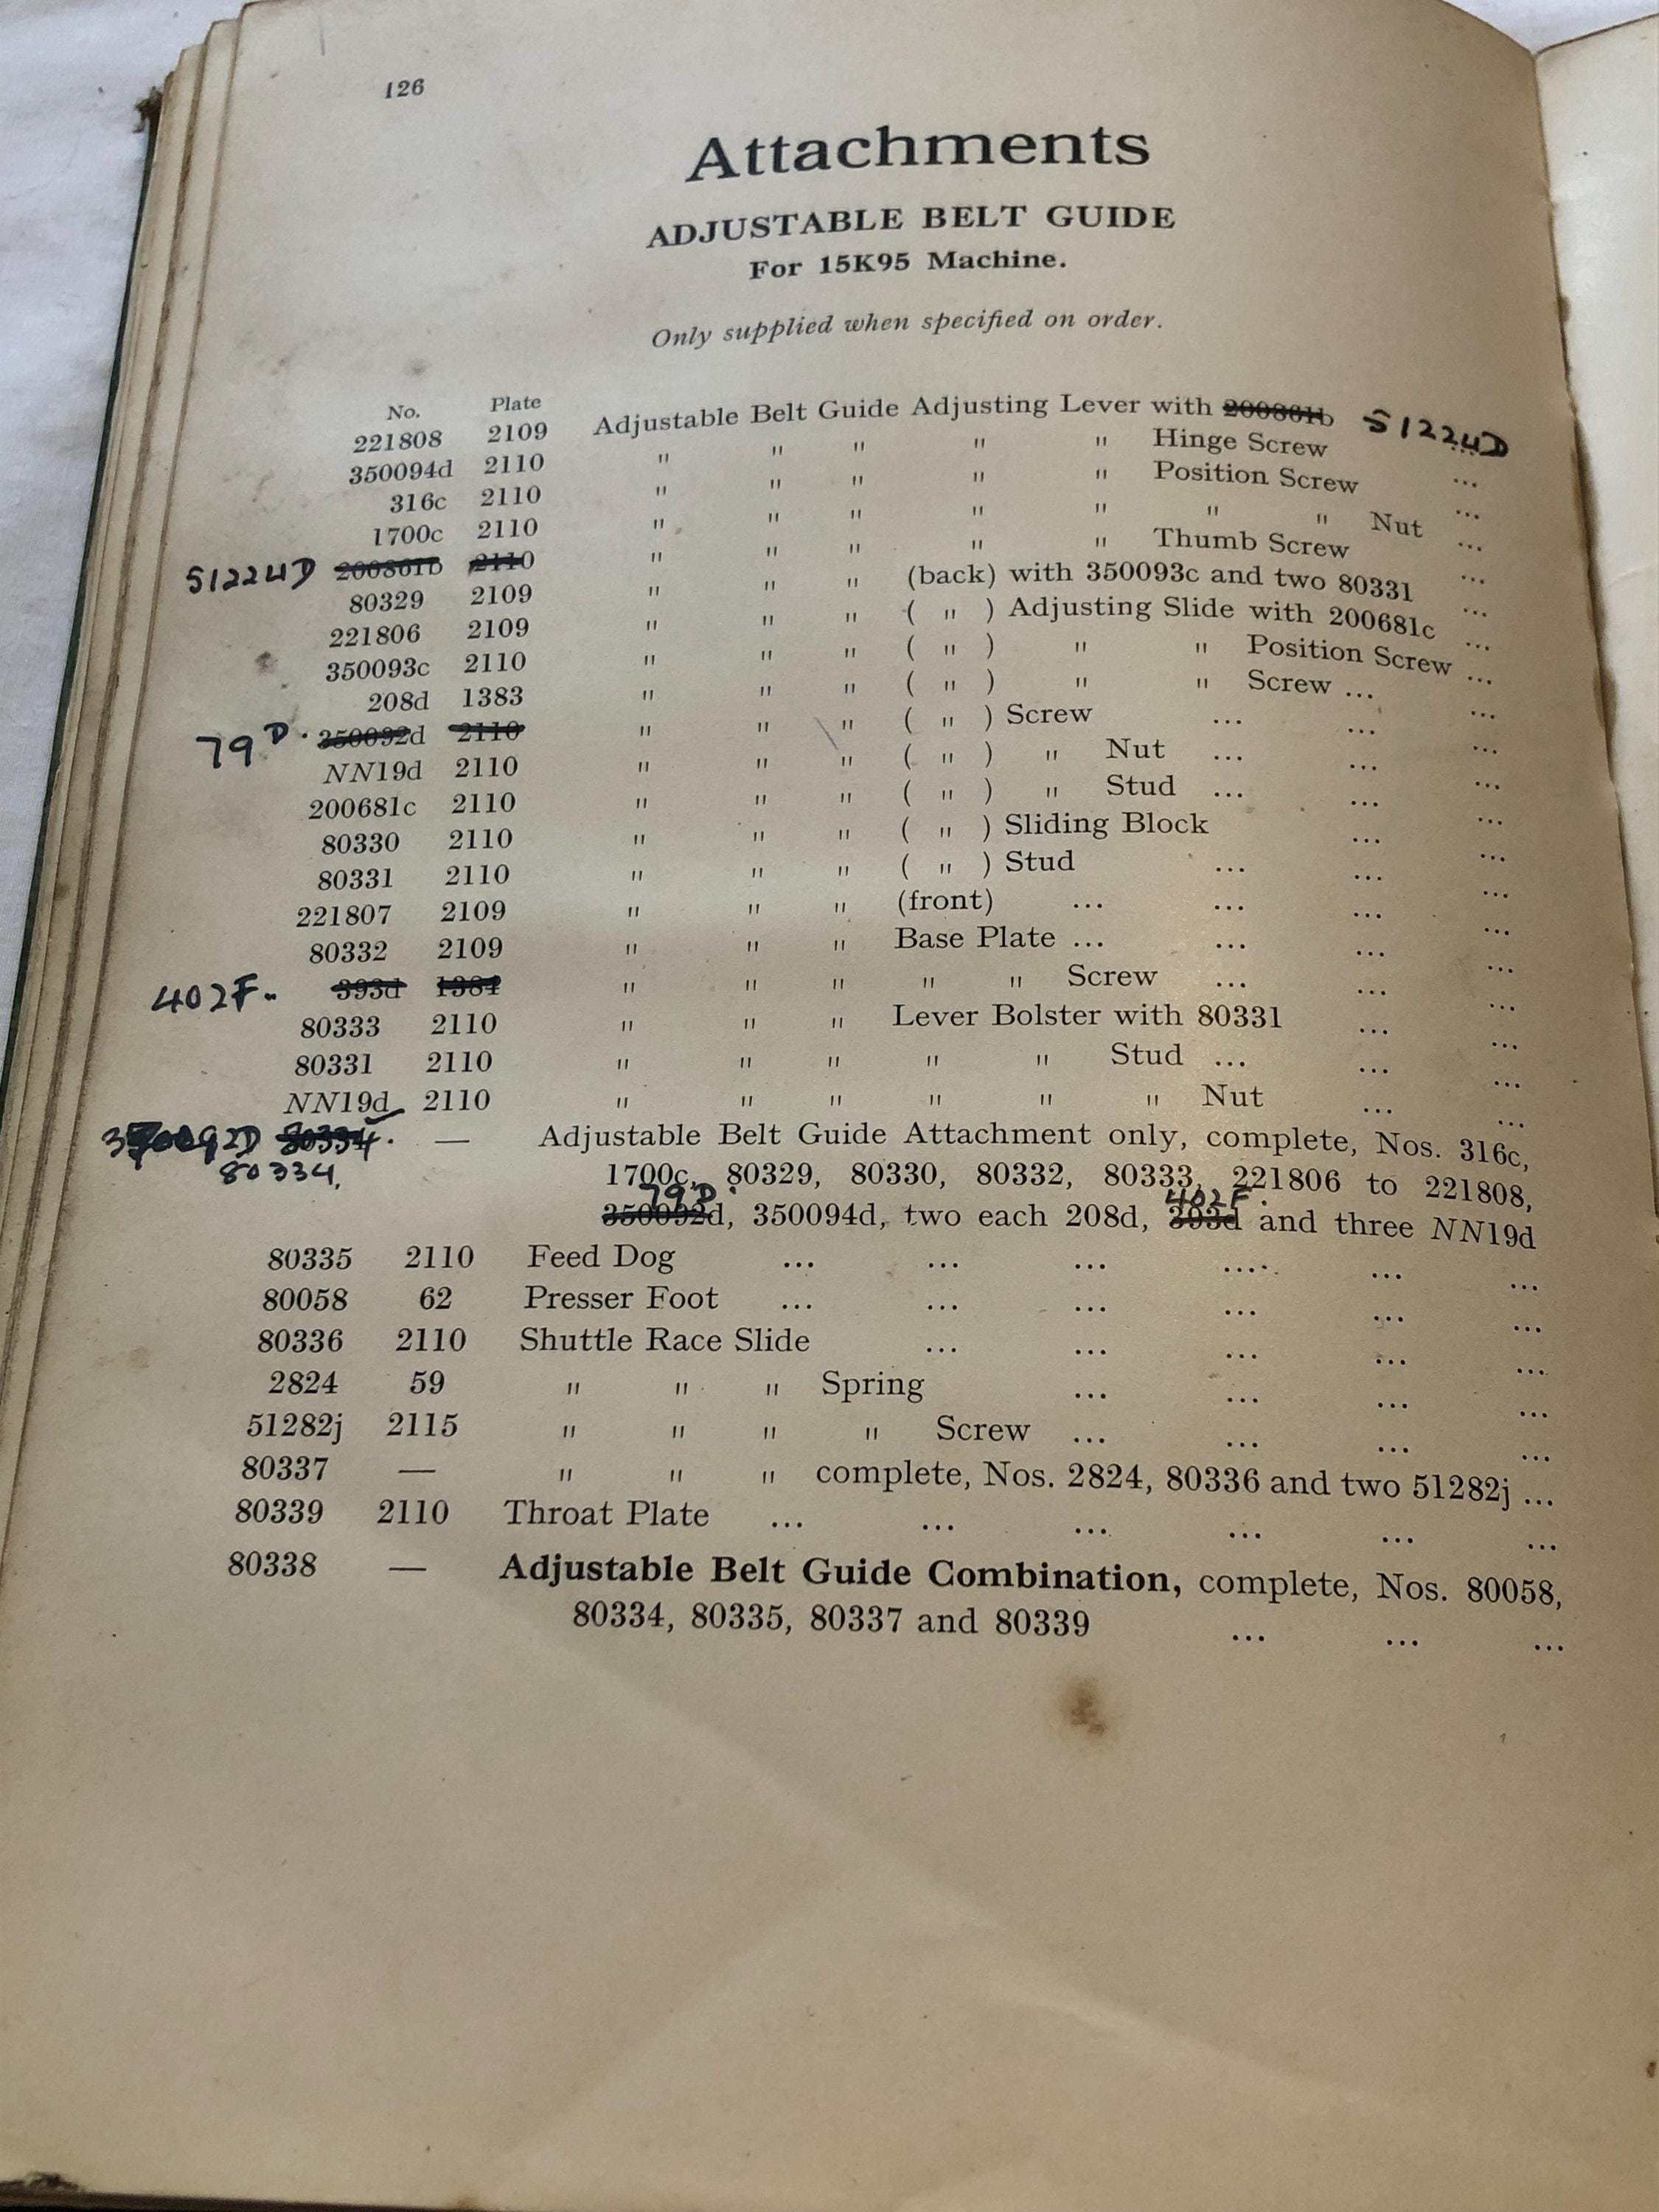 126
Attachments
ADJUSTABLE BELT GUIDE
For 15K95 Machine.
Only supplied when specified on order.
No. Plate
221808 2109 Adjustable Belt Guide Adjusting Lever with 200861b 51224D ...
350094d 2110 " " " " " Hinge Screw ...
316c 2110 " " " " " Position Screw ...
1700c 2110 " " " " " " " Nut ...
51224D 200861b 2110 " " " " " Thumb Screw ...
80329 2109 " " " (back) with 350093c and two 80331 ...
221806 2109 " " " ( " ) Adjusting Slide with 200681c ...
350093c 2110 " " " ( " ) " " Position Screw ...
208d 1383 " " " ( " ) " " Screw ... ...
79D. 350092d 2110 " " " ( " ) Screw ... ... ...
NN19d 2110 " " " ( " ) " Nut ... ... ...
200681c 2110 " " " ( " ) " Stud ... ... ...
80330 2110 " " " ( " ) Sliding Block ... ...
80331 2110 " " " ( " ) Stud ... ... ...
221807 2109 " " " (front) ... ... ... ...
80332 2109 " " " Base Plate ... ... ... ...
402F.. 393d 1384 " " " " " Screw ... ... ...
80333 2110 " " " Lever Bolster with 80331 ... ...
80331 2110 " " " " " Stud ... ... ...
NN19d 2110 " " " " " " Nut ... ...
80334. — Adjustable Belt Guide Attachment only, complete, Nos. 316c,
80334. 1700c, 80329, 80330, 80332, 80333, 221806 to 221808,
79D. 402F.
350092d, 350094d, two each 208d, 393d and three NN19d
80335 2110 Feed Dog ... ... ... .... ... ...
80058 62 Presser Foot ... ... ... ... ... ...
80336 2110 Shuttle Race Slide ... ... ... ... ...
2824 59 " " " Spring ... ... ... ...
51282j 2115 " " " " Screw ... ... ... ...
80337 — " " " complete, Nos. 2824, 80336 and two 51282j ...
80339 2110 Throat Plate ... ... ... ... ... ...
80338 — Adjustable Belt Guide Combination, complete, Nos. 80058,
80334, 80335, 80337 and 80339 ... ... ...